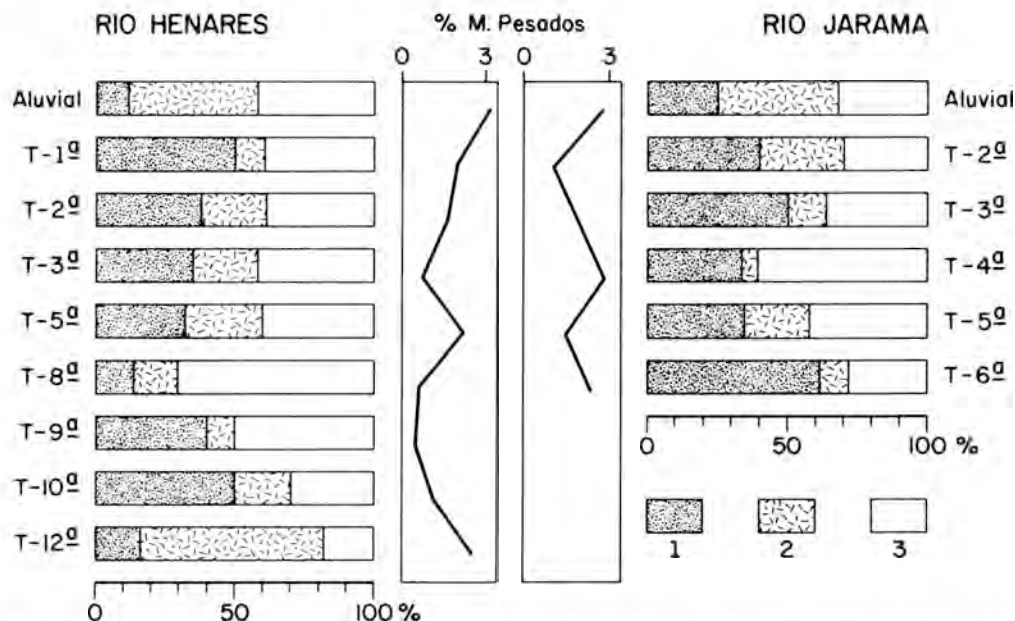 RIO HENARES
% M. Pesados
RIO JARAMA
0 3 0 3
Aluvial
T-1ª
T-2ª
T-3ª
T-5ª
T-8ª
T-9ª
T-10ª
T-12ª
0 50 100 %
Aluvial
T-2ª
T-3ª
T-4ª
T-5ª
T-6ª
0 50 100 %
1 2 3